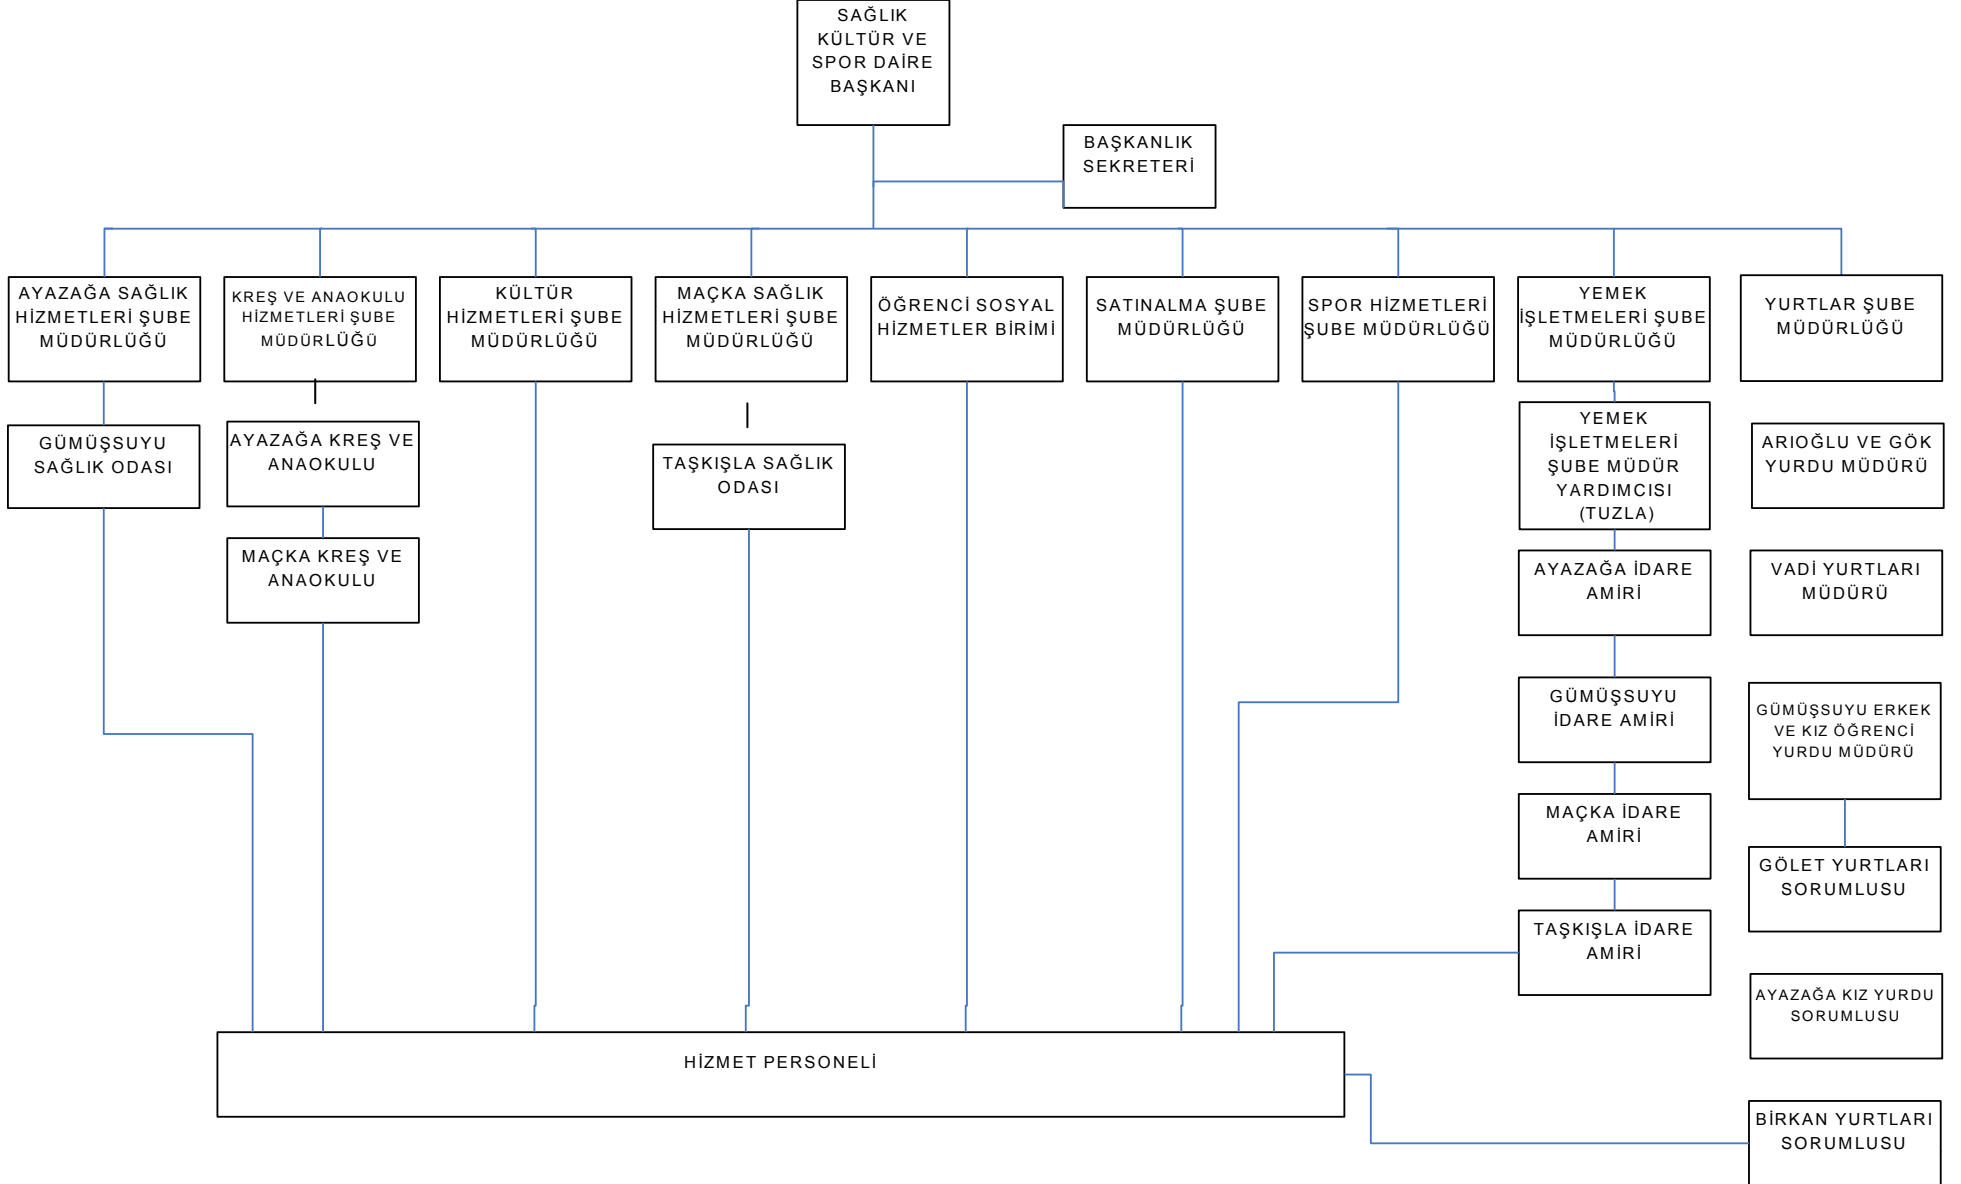 SAĞLIK
KÜLTÜR VE
SPOR DAİRE
BAŞKANI
BAŞKANLIK
SEKRETERİ
AYAZAĞA SAĞLIK
HİZMETLERİ ŞUBE
MÜDÜRLÜĞÜ
KREŞ VE ANAOKULU
HİZMETLERİ ŞUBE
MÜDÜRLÜĞÜ
KÜLTÜR
HİZMETLERİ ŞUBE
MÜDÜRLÜĞÜ
MAÇKA SAĞLIK
HİZMETLERİ ŞUBE
MÜDÜRLÜĞÜ
ÖĞRENCİ SOSYAL
HİZMETLER BİRİMİ
SATINALMA ŞUBE
MÜDÜRLÜĞÜ
SPOR HİZMETLERİ
ŞUBE MÜDÜRLÜĞÜ
YEMEK
İŞLETMELERİ ŞUBE
MÜDÜRLÜĞÜ
YURTLAR ŞUBE
MÜDÜRLÜĞÜ
GÜMÜŞSUYU
SAĞLIK ODASI
AYAZAĞA KREŞ VE
ANAOKULU
MAÇKA KREŞ VE
ANAOKULU
TAŞKIŞLA SAĞLIK
ODASI
YEMEK
İŞLETMELERİ
ŞUBE MÜDÜR
YARDIMCISI
(TUZLA)
AYAZAĞA İDARE
AMİRİ
GÜMÜŞSUYU
İDARE AMİRİ
MAÇKA İDARE
AMİRİ
TAŞKIŞLA İDARE
AMİRİ
ARIOĞLU VE GÖK
YURDU MÜDÜRÜ
VADİ YURTLARI
MÜDÜRÜ
GÜMÜŞSUYU ERKEK
VE KIZ ÖĞRENCİ
YURDU MÜDÜRÜ
GÖLET YURTLARI
SORUMLUSU
AYAZAĞA KIZ YURDU
SORUMLUSU
BİRKAN YURTLARI
SORUMLUSU
HİZMET PERSONELİ